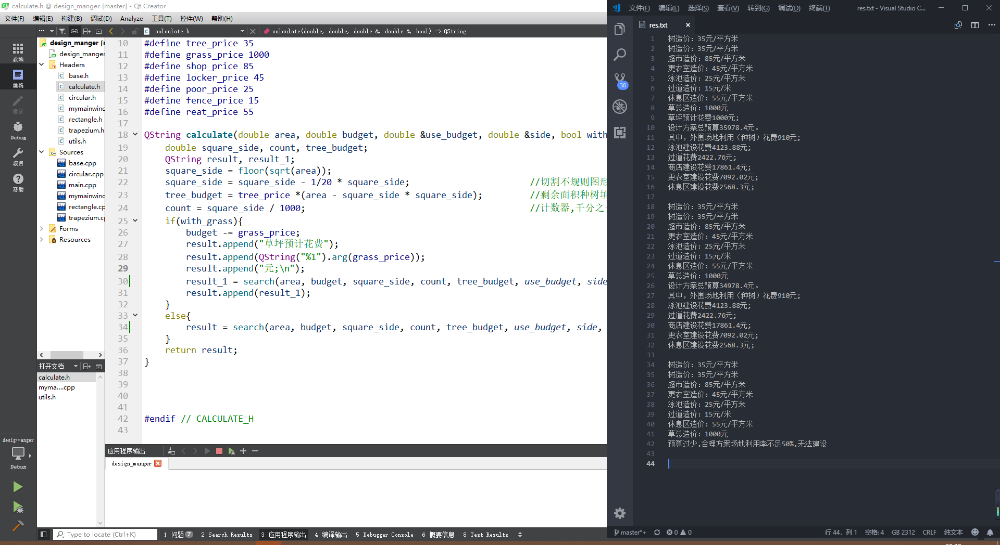 calculate.h @ design_manger [master] - Qt Creator
文件(F) 编辑(E) 构建(B) 调试(D) Analyze 工具(T) 控件(W) 帮助(H)
calculate.h
calculate(double, double, double &, double &, bool) -> QString
欢迎
编辑
设计
Debug
项目
帮助
design_manger [
design_manger
Headers
base.h
calculate.h
circular.h
mymainwinc
rectangle.h
trapezium.h
utils.h
Sources
base.cpp
circular.cpp
main.cpp
mymainwinc
rectangle.cp
trapezium.c
Forms
Resources
打开文档
calculate.h
myma....cpp
utils.h
10 #define tree_price 35
11 #define grass_price 1000
12 #define shop_price 85
13 #define locker_price 45
14 #define poor_price 25
15 #define fence_price 15
16 #define reat_price 55
17
18 QString calculate(double area, double budget, double &use_budget, double &side, bool with
19 double square_side, count, tree_budget;
20 QString result, result_1;
21 square_side = floor(sqrt(area));
22 square_side = square_side - 1/20 * square_side; //切割不规则图形
23 tree_budget = tree_price *(area - square_side * square_side); //剩余面积种树填
24 count = square_side / 1000; //计数器,千分之
25 if(with_grass){
26 budget -= grass_price;
27 result.append("草坪预计花费");
28 result.append(QString("%1").arg(grass_price));
29 result.append("元;\n");
30 result_1 = search(area, budget, square_side, count, tree_budget, use_budget, side
31 result.append(result_1);
32 }
33 else{
34 result = search(area, budget, square_side, count, tree_budget, use_budget, side,
35 }
36 return result;
37 }
38
39
40
41
42 #endif // CALCULATE_H
43
desig…anger
Debug
应用程序输出
design_manger
Type to locate (Ctrl+K)
1 问题 7 2 Search Results 3 应用程序输出 4 编译输出 5 Debugger Console 6 概要信息 8 Test Results
文件(F) 编辑(E) 选择(S) 查看(V) 转到(G) 调试(D) 终端(T) res.txt - Visual Studio C...
res.txt
38
1 树造价: 35元/平方米
2 树造价: 35元/平方米
3 超市造价: 85元/平方米
4 更衣室造价: 45元/平方米
5 泳池造价: 25元/平方米
6 过道造价: 15元/米
7 休息区造价: 55元/平方米
8 草总造价: 1000元
9 草坪预计花费1000元;
10 设计方案总预算35978.4元。
11 其中, 外围场地利用（种树）花费910元;
12 泳池建设花费4123.88元;
13 过道花费2422.76元;
14 商店建设花费17861.4元;
15 更衣室建设花费7092.02元;
16 休息区建设花费2568.3元;
17
18 树造价: 35元/平方米
19 树造价: 35元/平方米
20 超市造价: 85元/平方米
21 更衣室造价: 45元/平方米
22 泳池造价: 25元/平方米
23 过道造价: 15元/米
24 休息区造价: 55元/平方米
25 草总造价: 1000元
26 设计方案总预算34978.4元。
27 其中, 外围场地利用（种树）花费910元;
28 泳池建设花费4123.88元;
29 过道花费2422.76元;
30 商店建设花费17861.4元;
31 更衣室建设花费7092.02元;
32 休息区建设花费2568.3元;
33
34 树造价: 35元/平方米
35 树造价: 35元/平方米
36 超市造价: 85元/平方米
37 更衣室造价: 45元/平方米
38 泳池造价: 25元/平方米
39 过道造价: 15元/米
40 休息区造价: 55元/平方米
41 草总造价: 1000元
42 预算过少,合理方案场地利用率不足50%,无法建设
43
44
master*+ 0 0 行 44，列 1 空格: 4 GB 2312 CRLF 纯文本